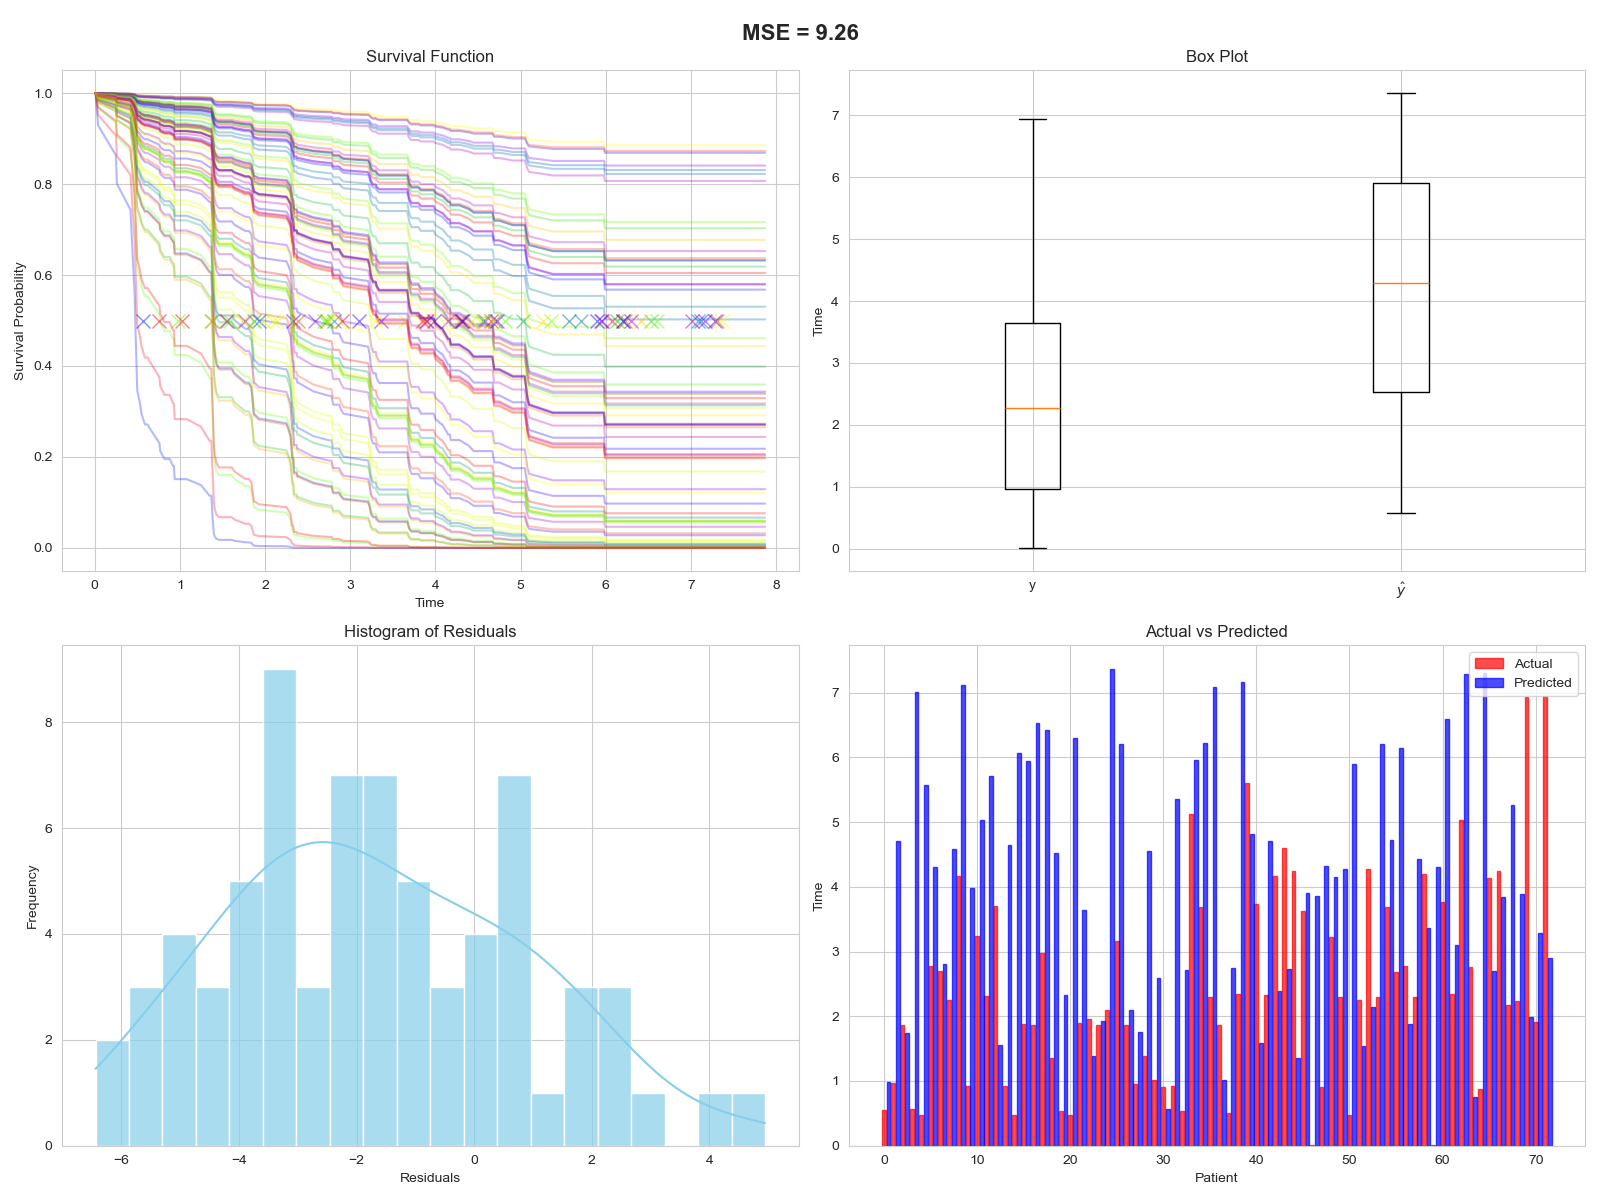 MSE = 9.26
Survival Function
Survival Probability
1.0
0.8
0.6
0.4
0.2
0.0
0 1 2 3 4 5 6 7 8
Time
Box Plot
Time
7
6
5
4
3
2
1
0
y ŷ
Histogram of Residuals
Frequency
8
6
4
2
0
−6 −4 −2 0 2 4
Residuals
Actual vs Predicted
Actual
Predicted
Time
7
6
5
4
3
2
1
0
0 10 20 30 40 50 60 70
Patient